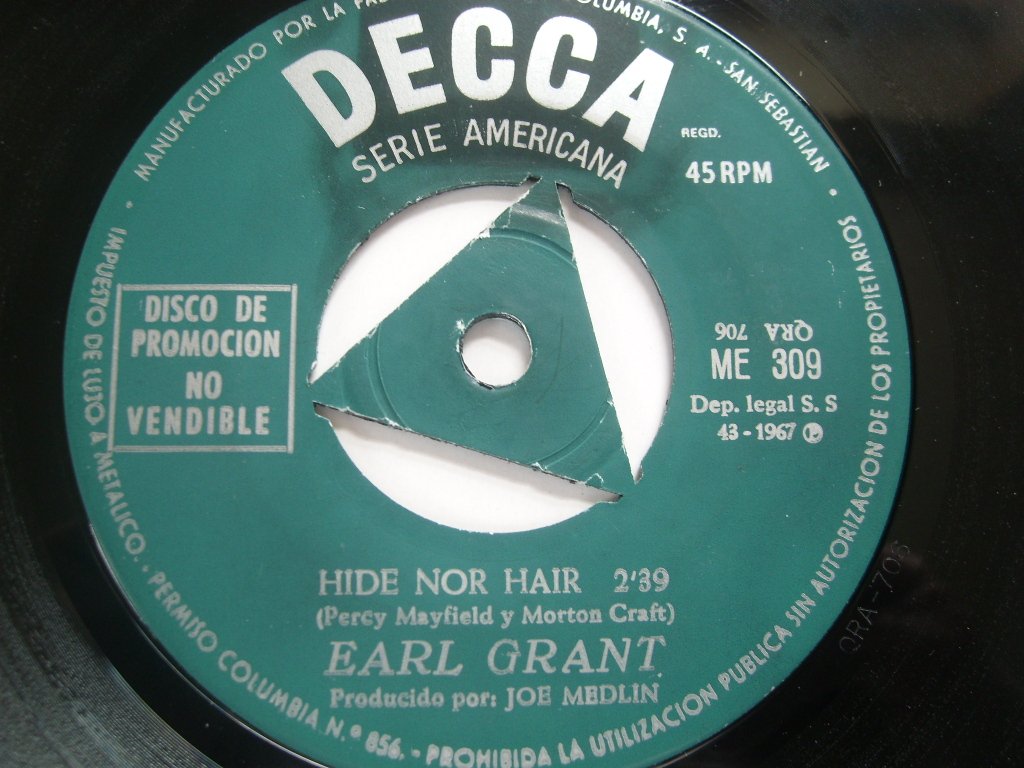 MANUFACTURADO POR LA COLUMBIA, S. A. - SAN SEBASTIAN
DECCA
SERIE AMERICANA
REGD.
45 RPM
DISCO DE
PROMOCION
NO
VENDIBLE
QRA 706
ME 309
Dep. legal S. S
43 - 1967 Ⓟ
HIDE NOR HAIR 2'39
(Percy Mayfield y Morton Craft)
EARL GRANT
Producido por: JOE MEDLIN
IMPUESTO DE LUJO A METALICO. - PERMISO COLUMBIA N.º 856. - PROHIBIDA LA UTILIZACION PUBLICA SIN AUTORIZACION DE LOS PROPIETARIOS
QRA-706